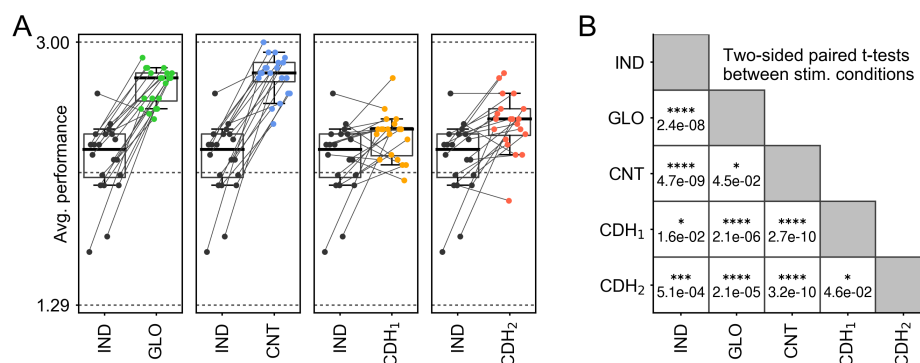 A
B
3.00
1.29
Avg. performance
IND
GLO
IND
CNT
IND
CDH₁
IND
CDH₂
Two-sided paired t-tests
between stim. conditions
IND
GLO
****
2.4e-08
CNT
**** *
4.7e-09 4.5e-02
CDH₁
* **** ****
1.6e-02 2.1e-06 2.7e-10
CDH₂
*** **** **** *
5.1e-04 2.1e-05 3.2e-10 4.6e-02
IND
GLO
CNT
CDH₁
CDH₂